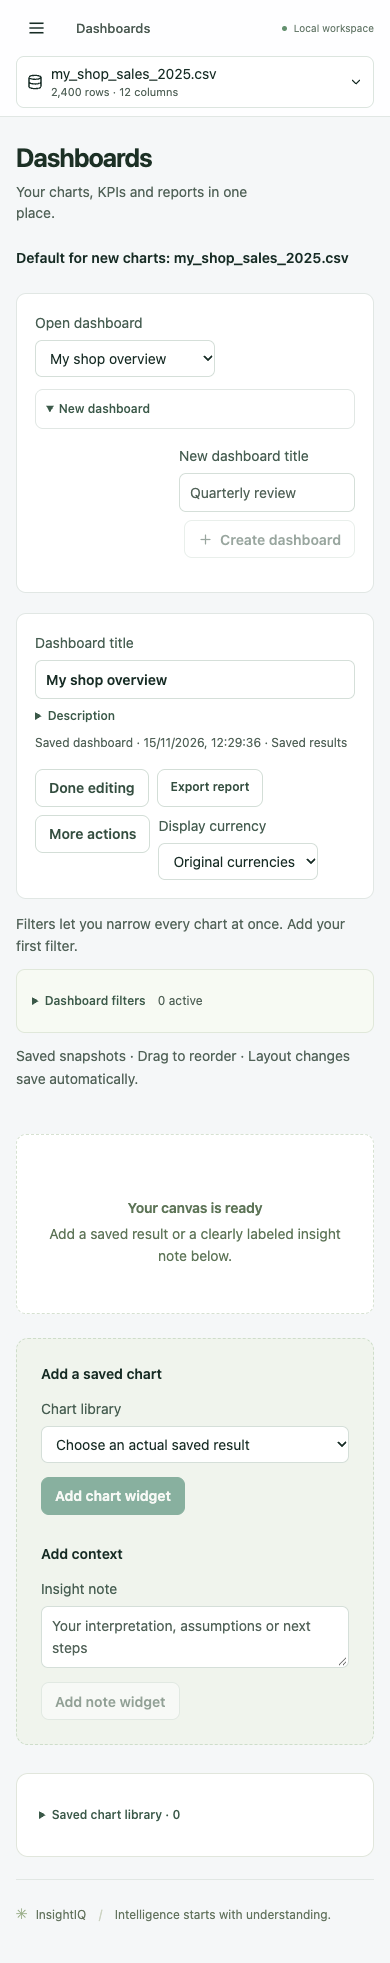 Dashboards
Local workspace
my_shop_sales_2025.csv
2,400 rows · 12 columns
Dashboards
Your charts, KPIs and reports in one
place.
Default for new charts: my_shop_sales_2025.csv
Open dashboard
My shop overview
New dashboard
New dashboard title
Quarterly review
Create dashboard
Dashboard title
My shop overview
Description
Saved dashboard · 15/11/2026, 12:29:36 · Saved results
Done editing
Export report
More actions
Display currency
Original currencies
Filters let you narrow every chart at once. Add your
first filter.
Dashboard filters 0 active
Saved snapshots · Drag to reorder · Layout changes
save automatically.
Your canvas is ready
Add a saved result or a clearly labeled insight
note below.
Add a saved chart
Chart library
Choose an actual saved result
Add chart widget
Add context
Insight note
Your interpretation, assumptions or next
steps
Add note widget
Saved chart library · 0
InsightIQ / Intelligence starts with understanding.